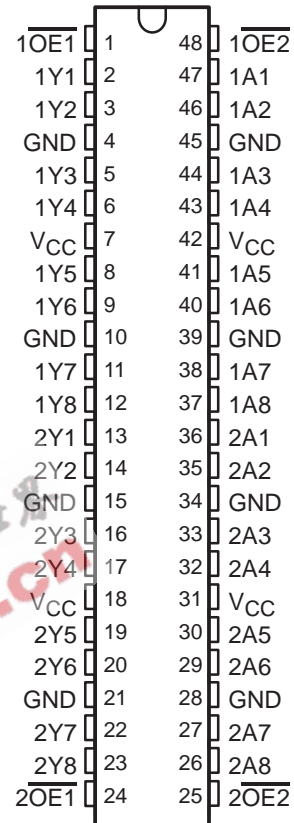 1OE1 1 48 1OE2
1Y1 2 47 1A1
1Y2 3 46 1A2
GND 4 45 GND
1Y3 5 44 1A3
1Y4 6 43 1A4
VCC 7 42 VCC
1Y5 8 41 1A5
1Y6 9 40 1A6
GND 10 39 GND
1Y7 11 38 1A7
1Y8 12 37 1A8
2Y1 13 36 2A1
2Y2 14 35 2A2
GND 15 34 GND
2Y3 16 33 2A3
2Y4 17 32 2A4
VCC 18 31 VCC
2Y5 19 30 2A5
2Y6 20 29 2A6
GND 21 28 GND
2Y7 22 27 2A7
2Y8 23 26 2A8
2OE1 24 25 2OE2
.cn